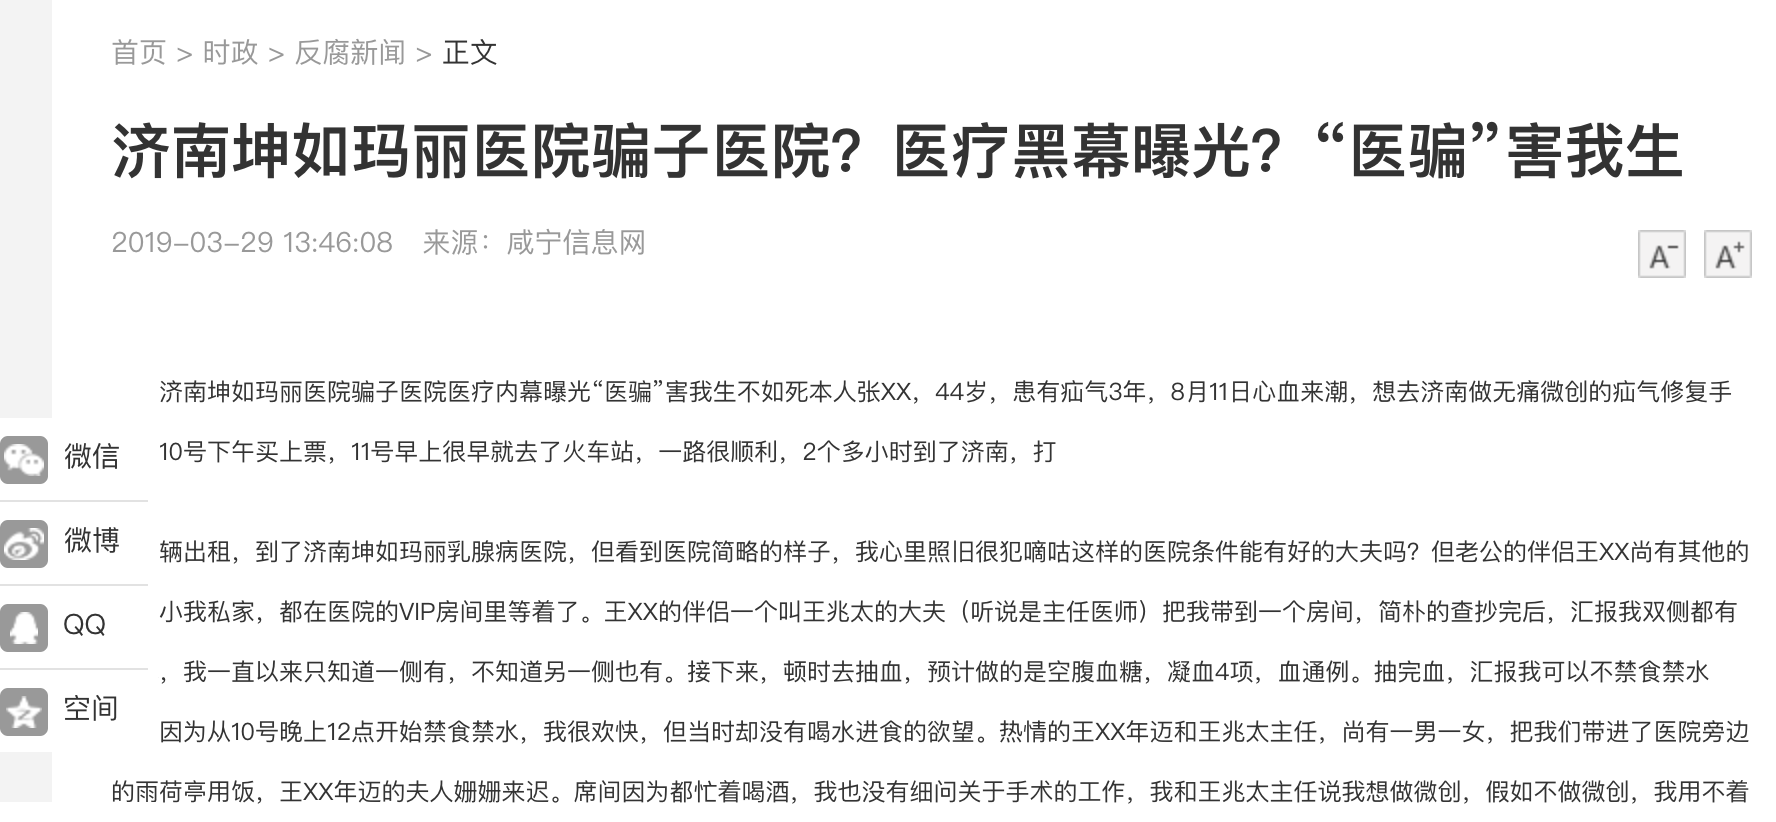 首页 > 时政 > 反腐新闻 > 正文
济南坤如玛丽医院骗子医院？医疗黑幕曝光？“医骗”害我生
2019-03-29 13:46:08 来源：咸宁信息网
A- A+
济南坤如玛丽医院骗子医院医疗内幕曝光“医骗”害我生不如死本人张XX，44岁，患有疝气3年，8月11日心血来潮，想去济南做无痛微创的疝气修复手
10号下午买上票，11号早上很早就去了火车站，一路很顺利，2个多小时到了济南，打
辆出租，到了济南坤如玛丽乳腺病医院，但看到医院简略的样子，我心里照旧很犯嘀咕这样的医院条件能有好的大夫吗？但老公的伴侣王XX尚有其他的
小我私家，都在医院的VIP房间里等着了。王XX的伴侣一个叫王兆太的大夫（听说是主任医师）把我带到一个房间，简朴的查抄完后，汇报我双侧都有
，我一直以来只知道一侧有，不知道另一侧也有。接下来，顿时去抽血，预计做的是空腹血糖，凝血4项，血通例。抽完血，汇报我可以不禁食禁水
因为从10号晚上12点开始禁食禁水，我很欢快，但当时却没有喝水进食的欲望。热情的王XX年迈和王兆太主任，尚有一男一女，把我们带进了医院旁边
的雨荷亭用饭，王XX年迈的夫人姗姗来迟。席间因为都忙着喝酒，我也没有细问关于手术的工作，我和王兆太主任说我想做微创，假如不做微创，我用不着
微信
微博
QQ
空间